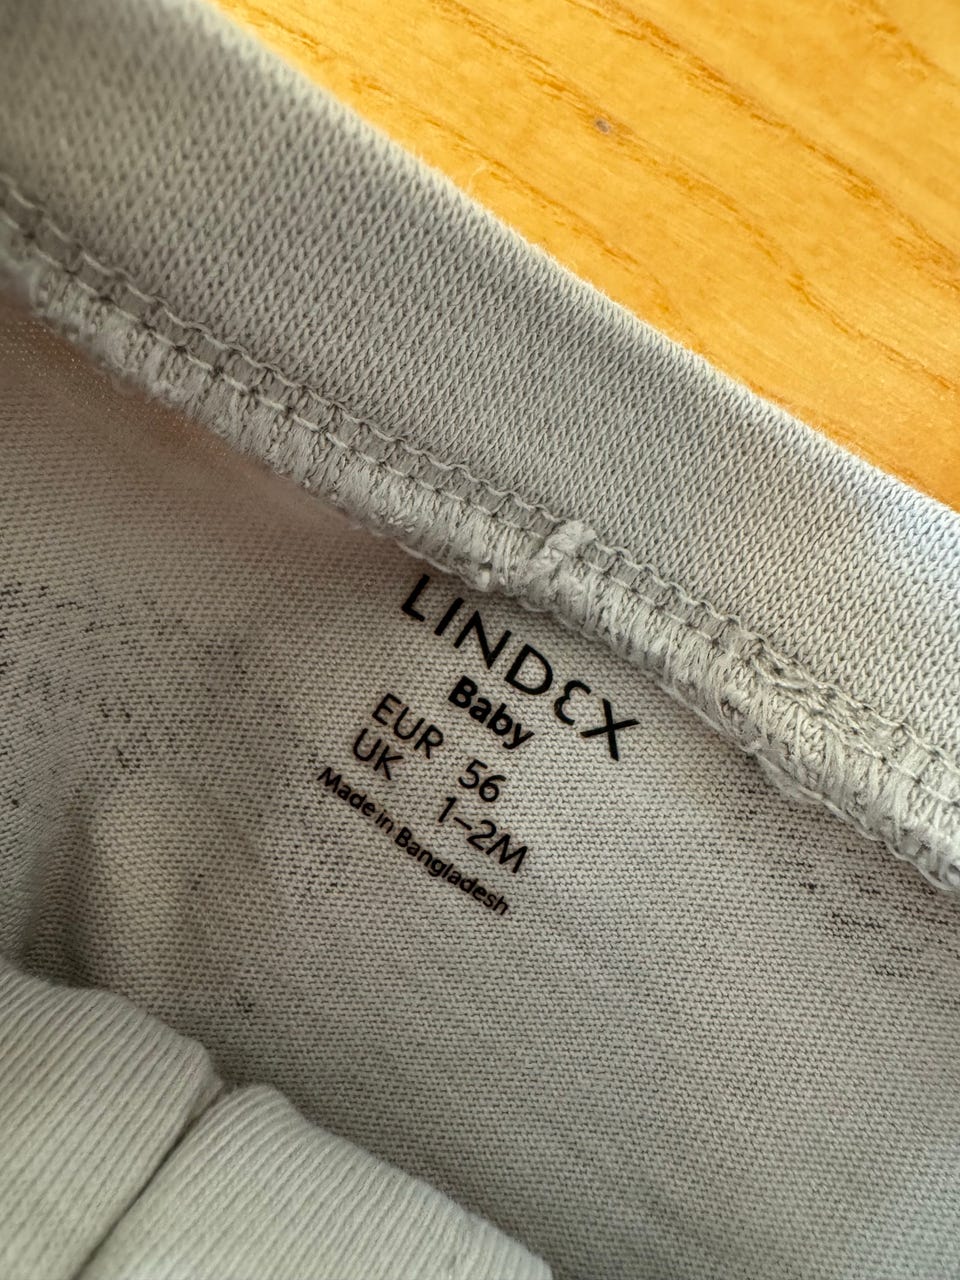 LINDEX
Baby
EUR 56
UK 1–2M
Made in Bangladesh